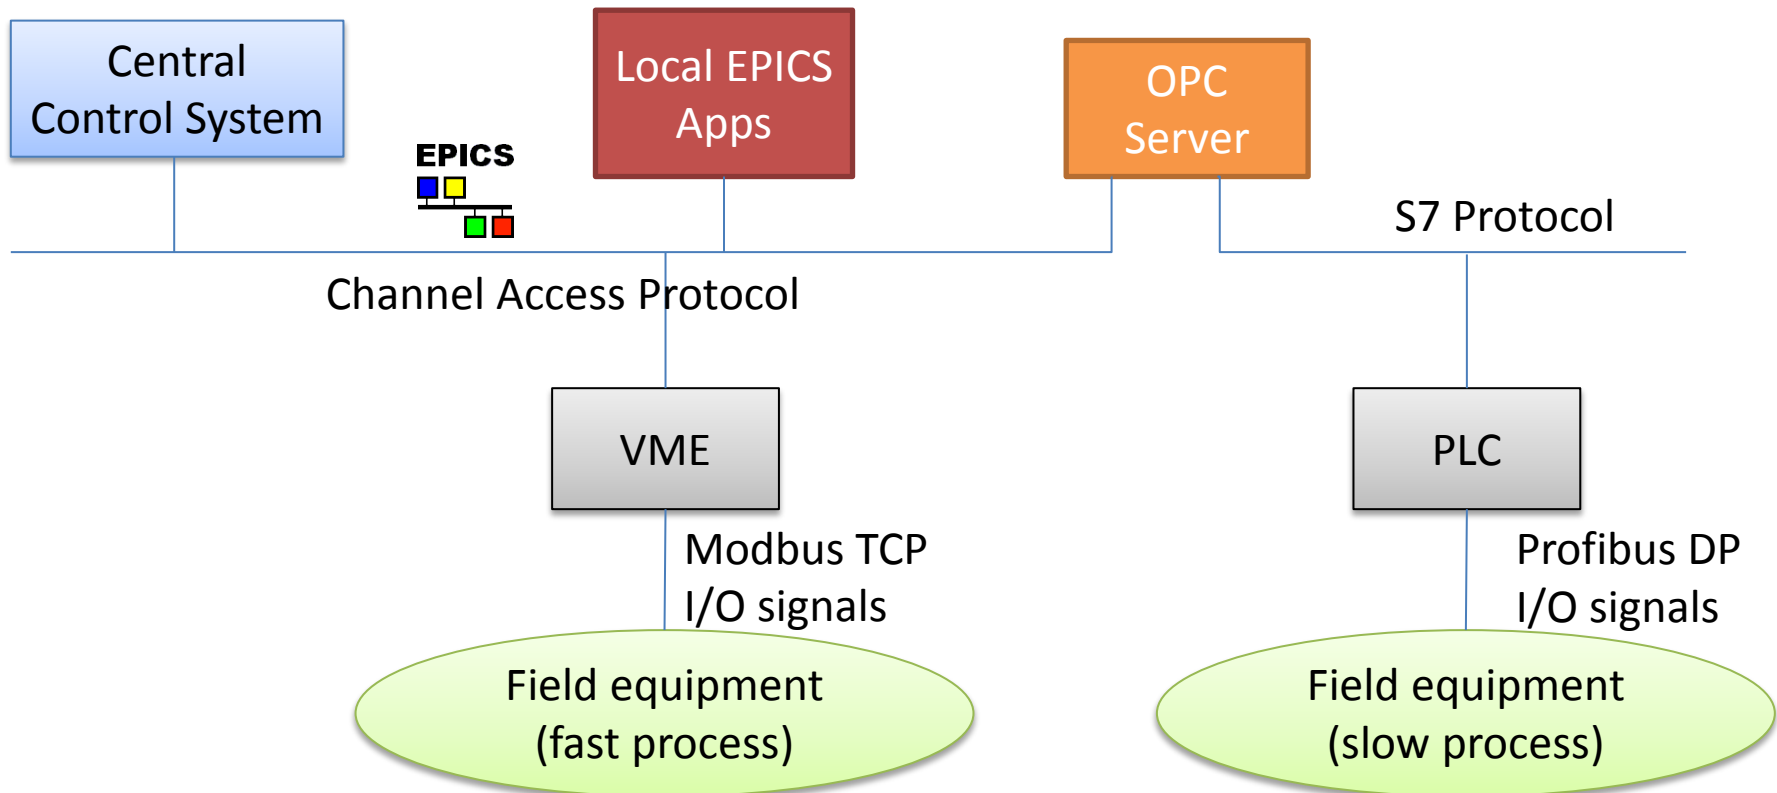 Central
Control System
Local EPICS
Apps
OPC
Server
EPICS
S7 Protocol
Channel Access Protocol
VME
PLC
Modbus TCP
I/O signals
Profibus DP
I/O signals
Field equipment
(fast process)
Field equipment
(slow process)